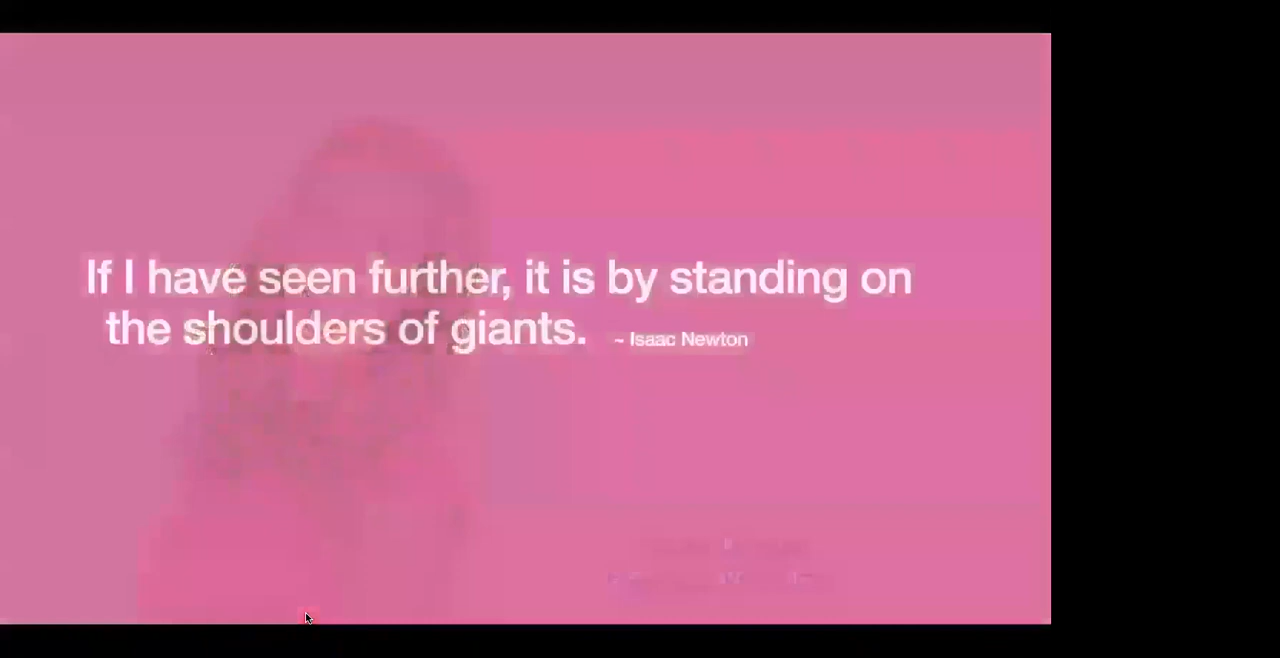 If I have seen further, it is by standing on
the shoulders of giants. ~ Isaac Newton